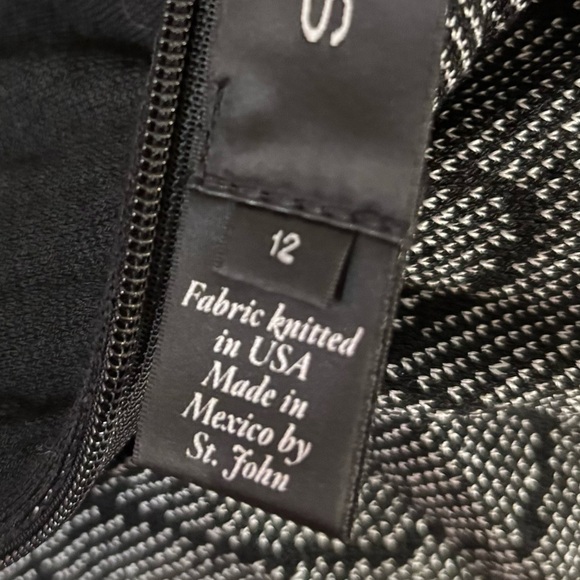 S
12
Fabric knitted
in USA
Made in
Mexico by
St. John